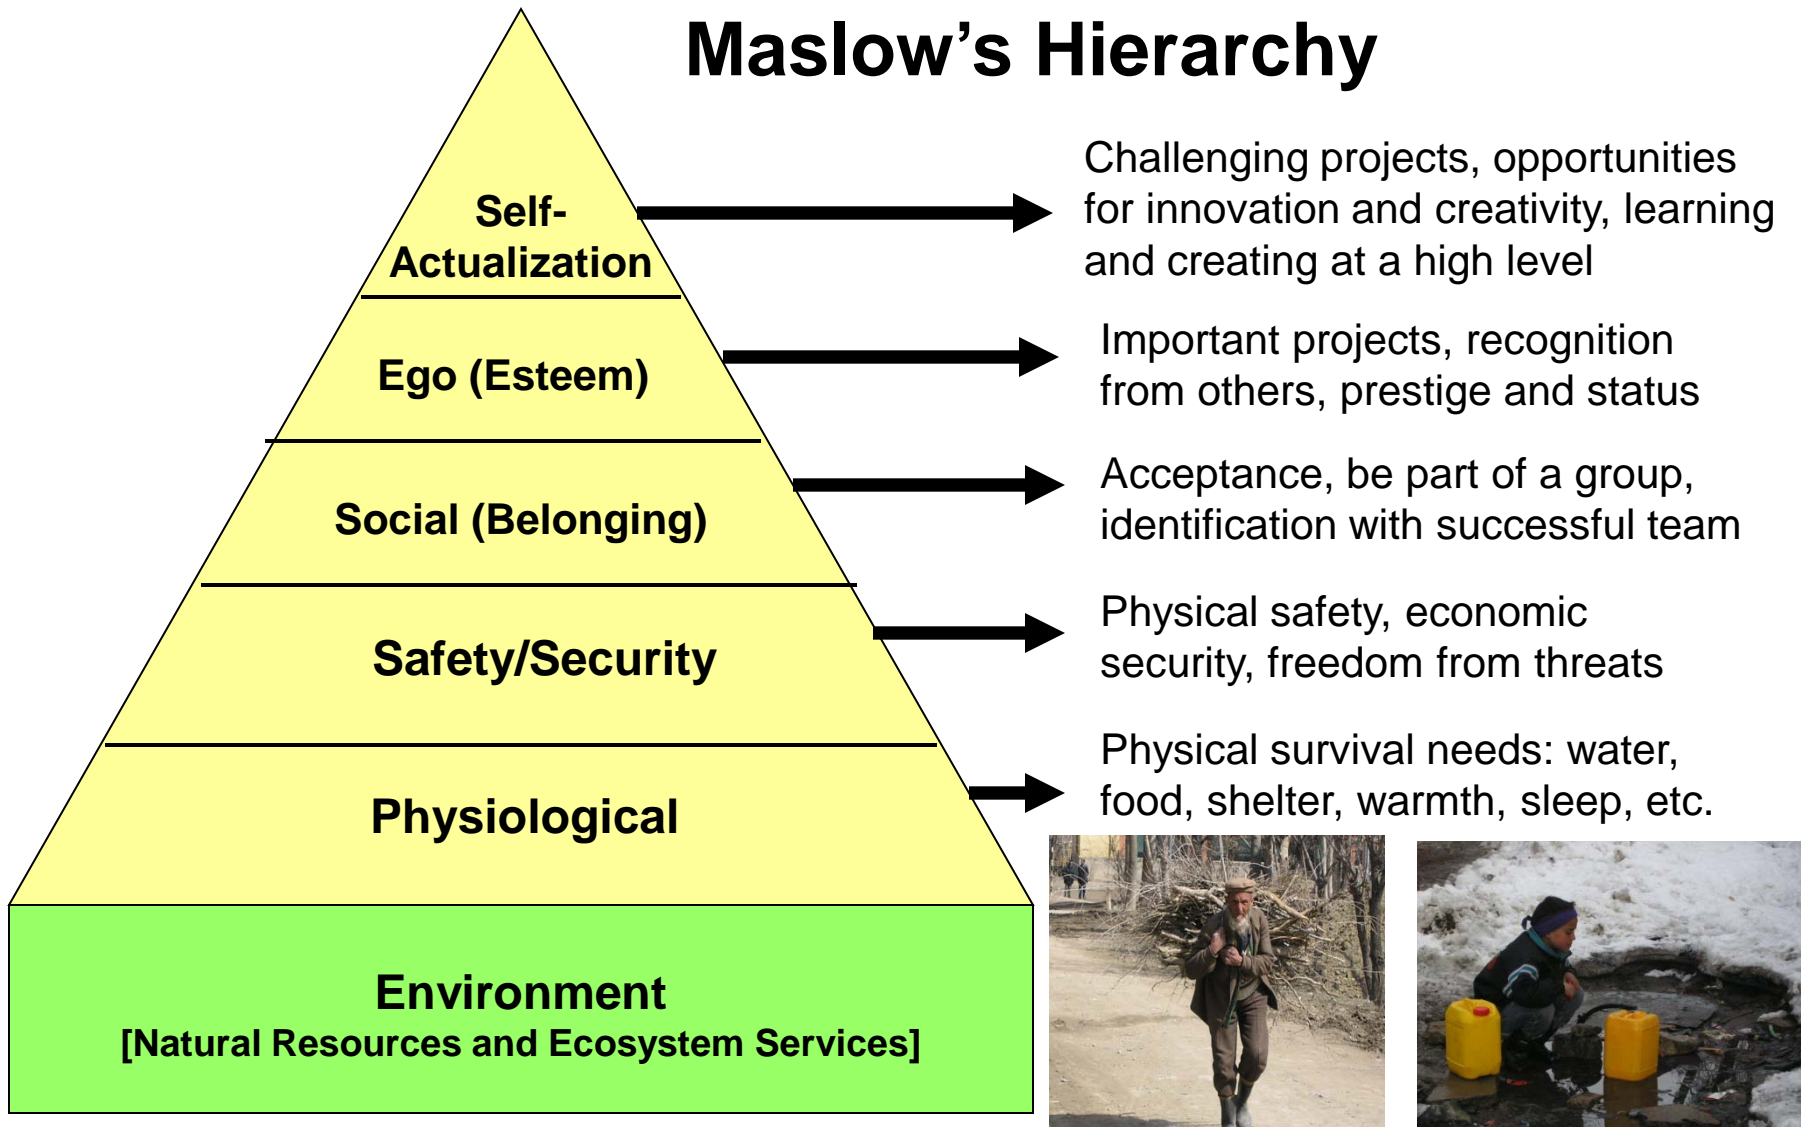 Maslow’s Hierarchy
Self-
Actualization
Challenging projects, opportunities
for innovation and creativity, learning
and creating at a high level
Ego (Esteem)
Important projects, recognition
from others, prestige and status
Social (Belonging)
Acceptance, be part of a group,
identification with successful team
Safety/Security
Physical safety, economic
security, freedom from threats
Physiological
Physical survival needs: water,
food, shelter, warmth, sleep, etc.
Environment
[Natural Resources and Ecosystem Services]